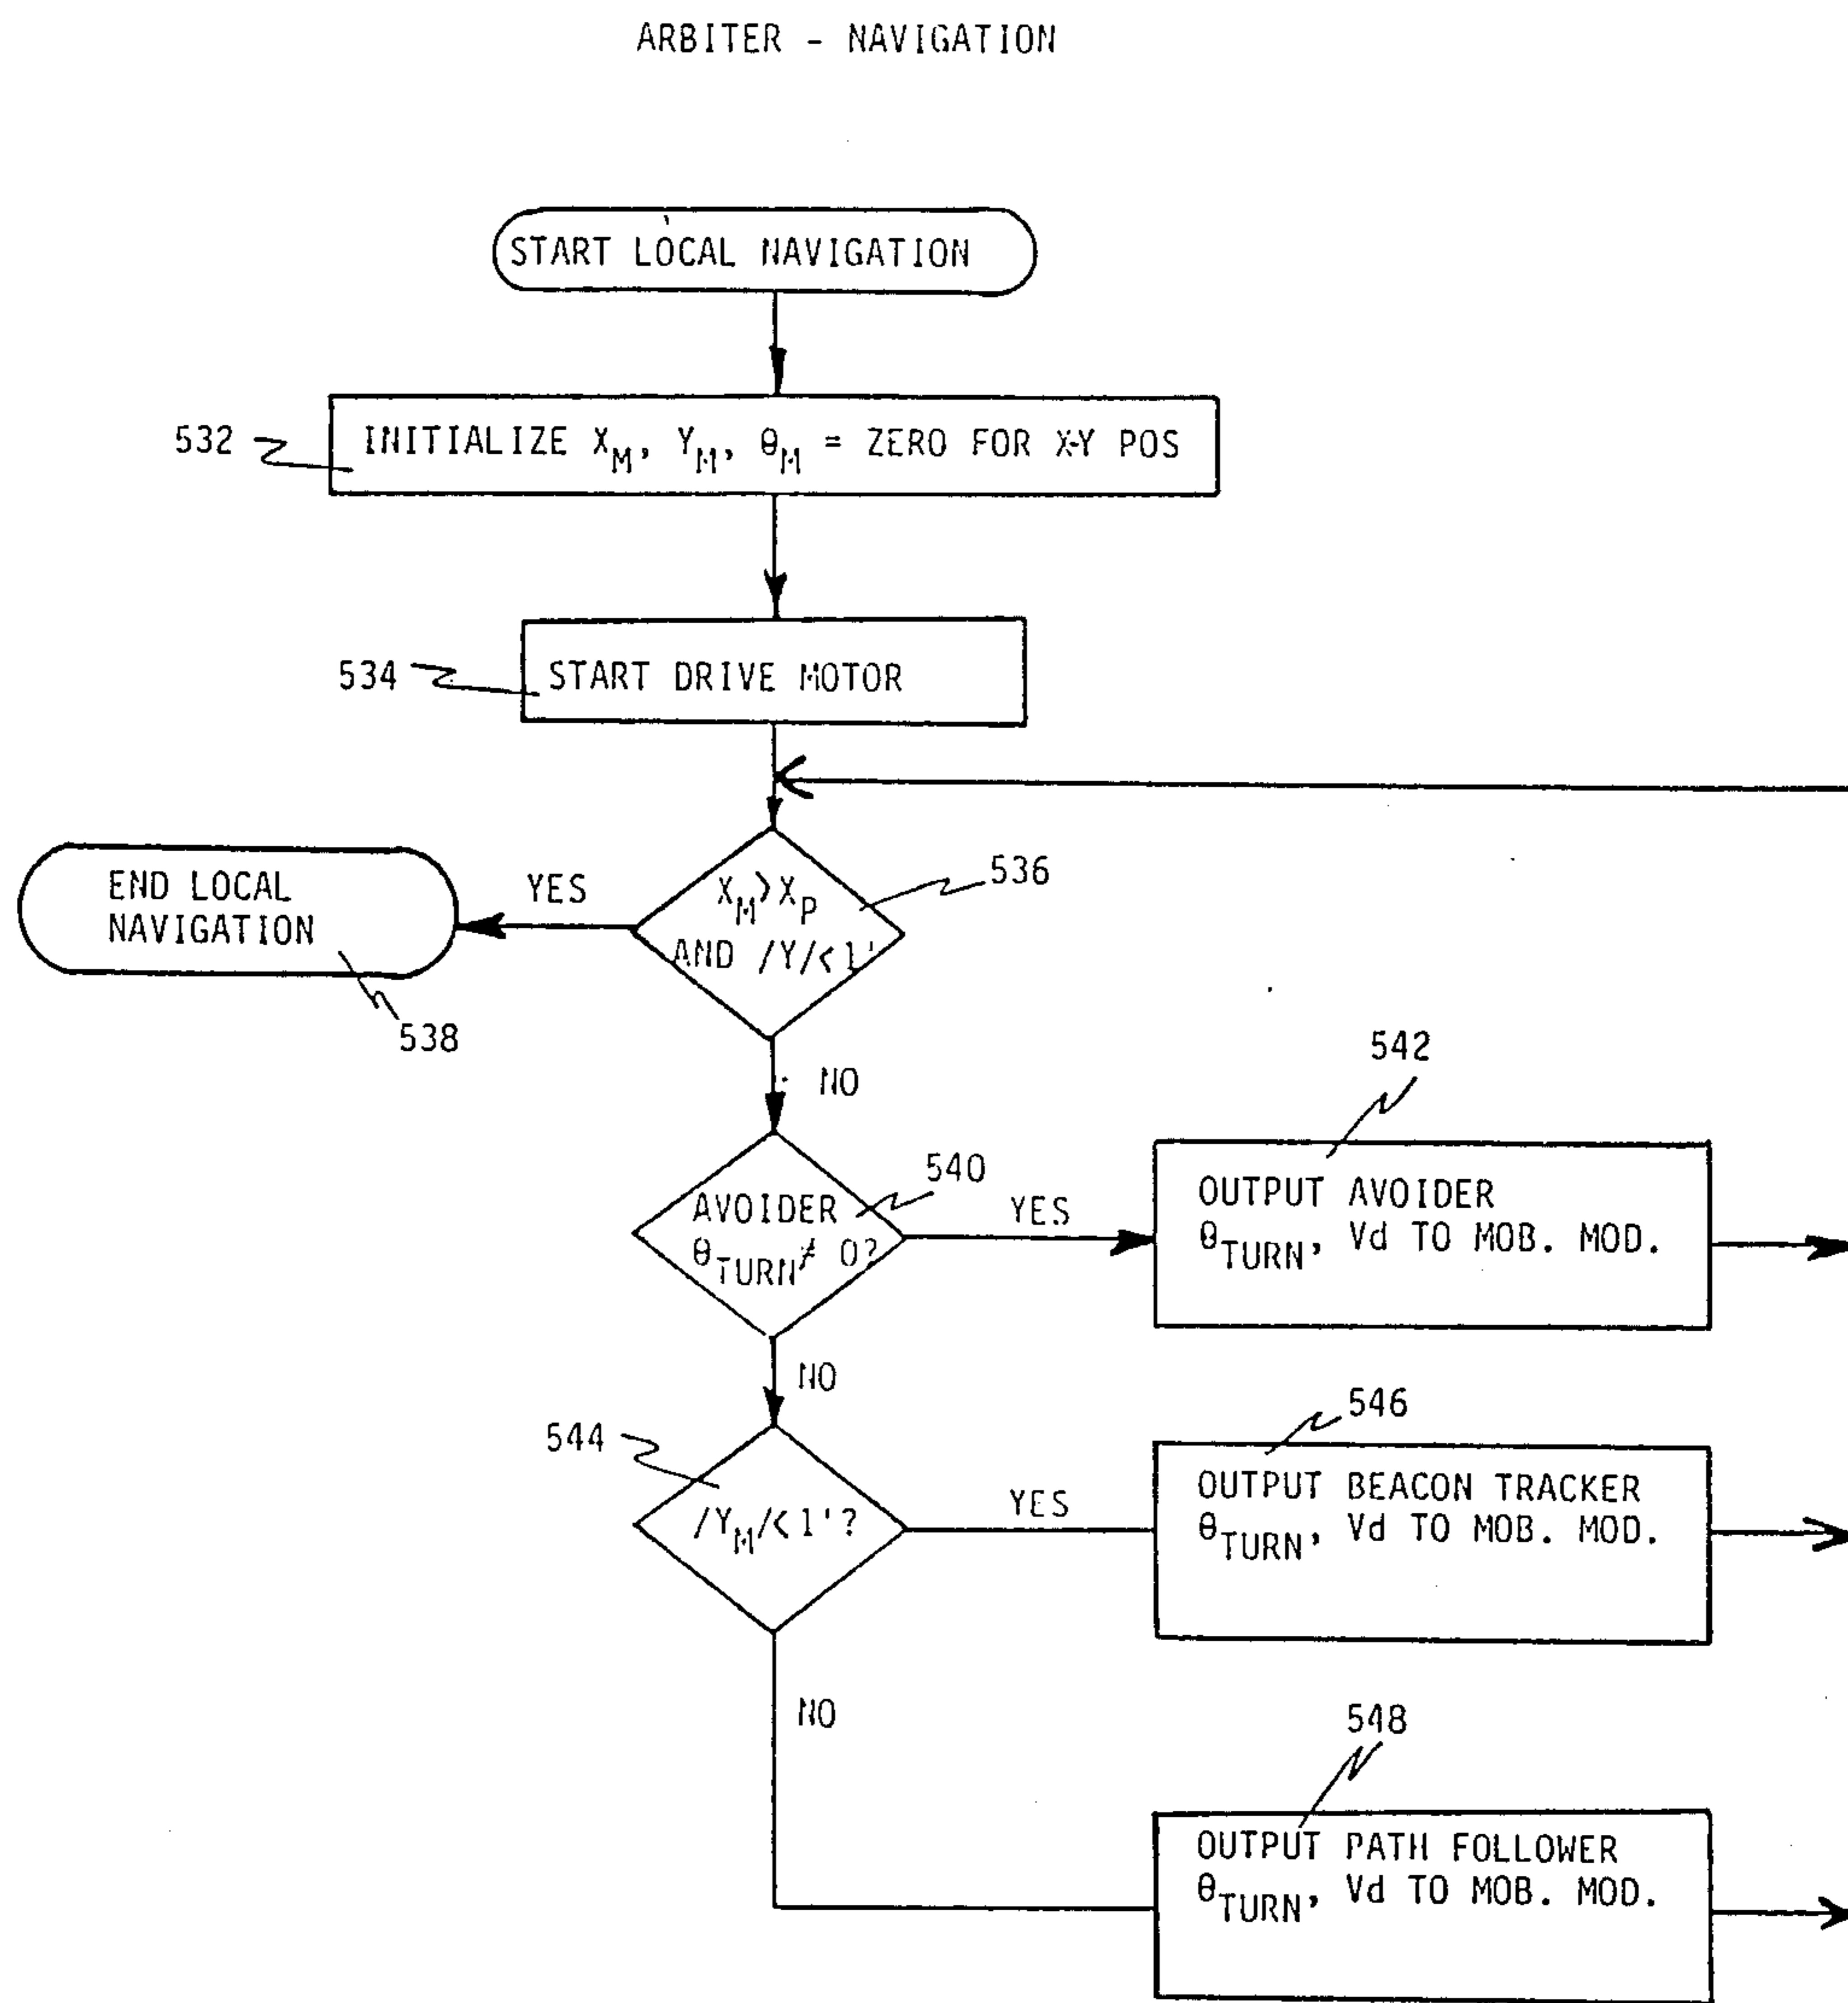 ARBITER - NAVIGATION
START LOCAL NAVIGATION
532
INITIALIZE X_M, Y_M, θ_M = ZERO FOR X-Y POS
534
START DRIVE MOTOR
END LOCAL
NAVIGATION
538
YES
X_M>X_P
AND /Y/<1'
536
NO
AVOIDER
θ_TURN≠ 0?
540
YES
542
OUTPUT AVOIDER
θ_TURN, Vd TO MOB. MOD.
NO
544
/Y_M/<1'?
YES
546
OUTPUT BEACON TRACKER
θ_TURN, Vd TO MOB. MOD.
NO
548
OUTPUT PATH FOLLOWER
θ_TURN, Vd TO MOB. MOD.